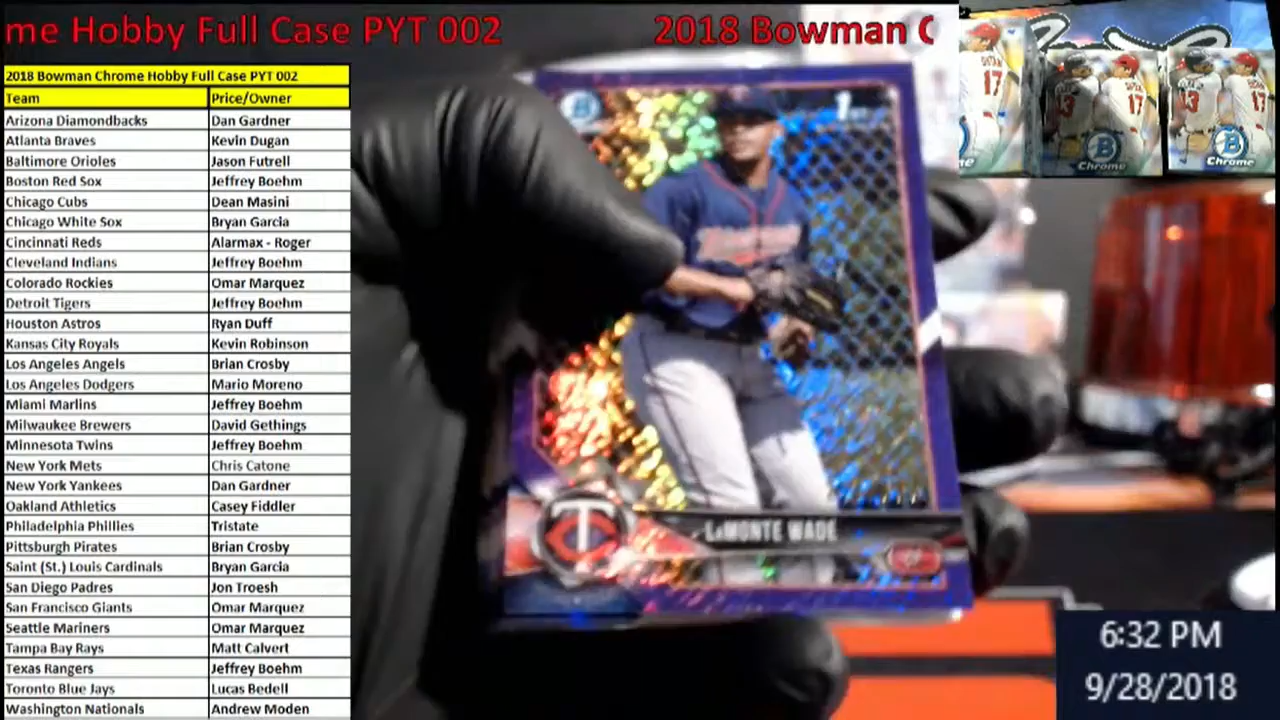 me Hobby Full Case PYT 002 2018 Bowman C
2018 Bowman Chrome Hobby Full Case PYT 002
Team Price/Owner
Arizona Diamondbacks Dan Gardner
Atlanta Braves Kevin Dugan
Baltimore Orioles Jason Futrell
Boston Red Sox Jeffrey Boehm
Chicago Cubs Dean Masini
Chicago White Sox Bryan Garcia
Cincinnati Reds Alarmax - Roger
Cleveland Indians Jeffrey Boehm
Colorado Rockies Omar Marquez
Detroit Tigers Jeffrey Boehm
Houston Astros Ryan Duff
Kansas City Royals Kevin Robinson
Los Angeles Angels Brian Crosby
Los Angeles Dodgers Mario Moreno
Miami Marlins Jeffrey Boehm
Milwaukee Brewers David Gethings
Minnesota Twins Jeffrey Boehm
New York Mets Chris Catone
New York Yankees Dan Gardner
Oakland Athletics Casey Fiddler
Philadelphia Phillies Tristate
Pittsburgh Pirates Brian Crosby
Saint (St.) Louis Cardinals Bryan Garcia
San Diego Padres Jon Troesh
San Francisco Giants Omar Marquez
Seattle Mariners Omar Marquez
Tampa Bay Rays Matt Calvert
Texas Rangers Jeffrey Boehm
Toronto Blue Jays Lucas Bedell
Washington Nationals Andrew Moden
B
1st
TC
LaMONTE WADE
17
13 17
13 17
B B
me Chrome Chrome
6:32 PM
9/28/2018